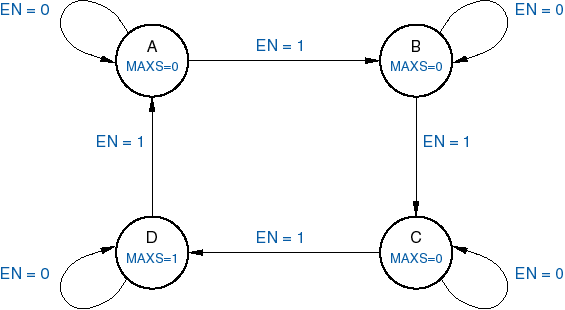 EN = 0
EN = 0
A
MAXS=0
EN = 1
B
MAXS=0
EN = 1
EN = 1
D
MAXS=1
EN = 1
C
MAXS=0
EN = 0
EN = 0